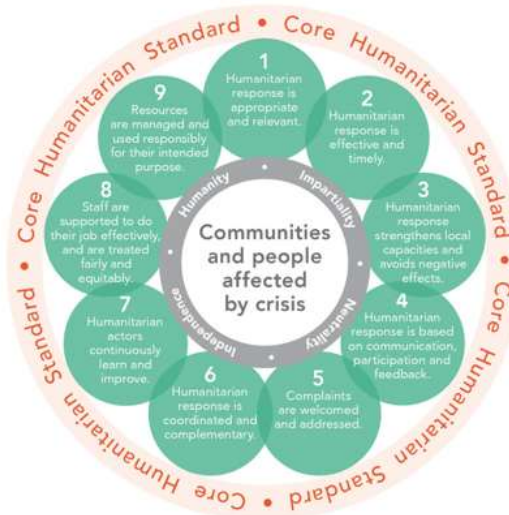 Core Humanitarian Standard • Core Humanitarian Standard • Core Humanitarian Standard • Core Humanitarian Standard •
1
Humanitarian
response is
appropriate
and relevant.
2
Humanitarian
response is
effective and
timely.
3
Humanitarian
response
strengthens local
capacities and
avoids negative
effects.
4
Humanitarian
response is based
on communication,
participation and
feedback.
5
Complaints
are welcomed
and addressed.
6
Humanitarian
response is
coordinated and
complementary.
7
Humanitarian
actors
continuously
learn and
improve.
8
Staff are
supported to do
their job effectively,
and are treated
fairly and
equitably.
9
Resources
are managed and
used responsibly
for their intended
purpose.
Humanity • Impartiality • Neutrality • Independence •
Communities
and people
affected
by crisis